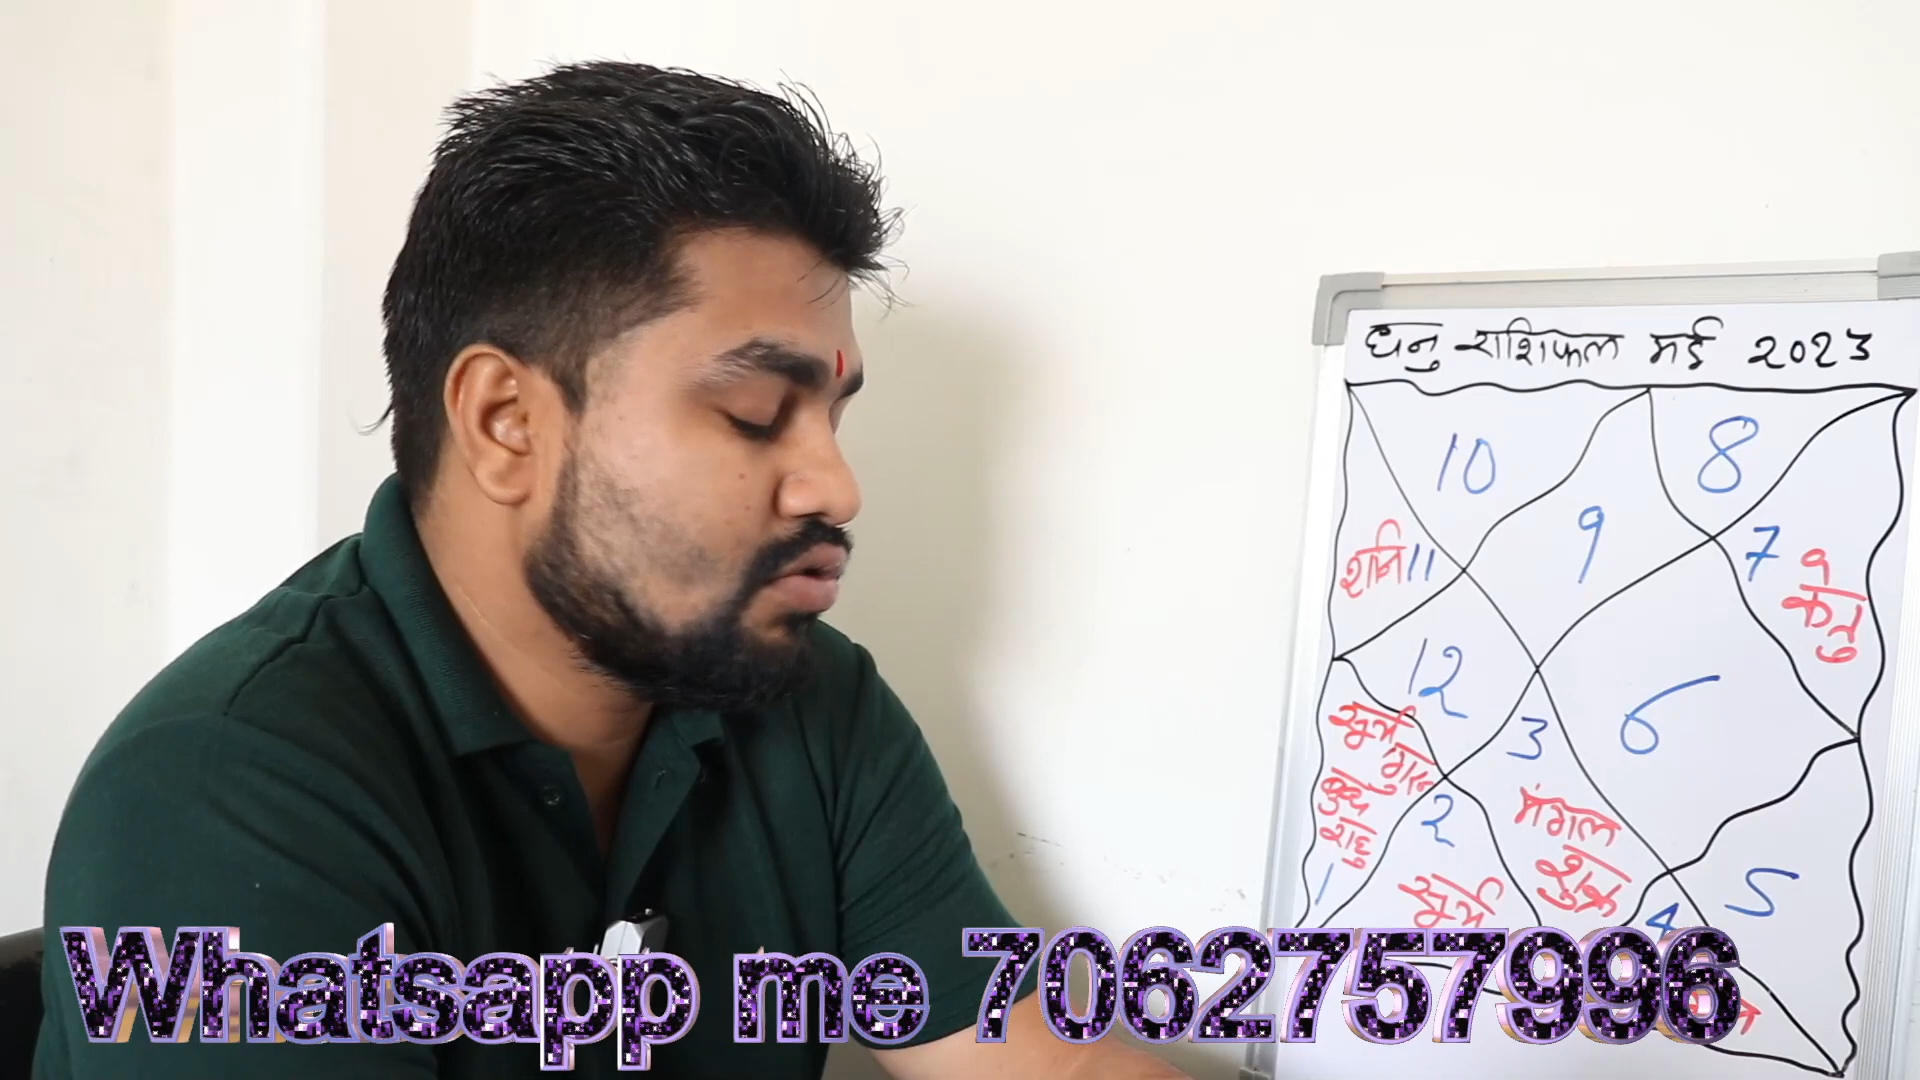 धनु राशिफल मई 2023
10
8
9
7
शनि 11
केतु
12
6
सूर्य
3
गुरु
बुध
2
मंगल
राहु
शुक्र
1
सूर्य
4
5
Whatsapp me 7062757996